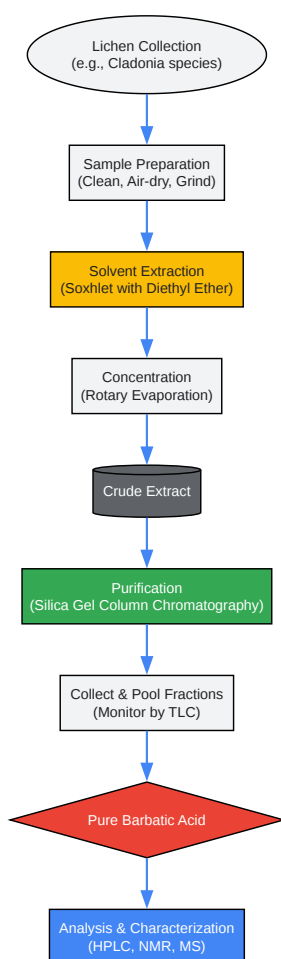 Lichen Collection
(e.g., Cladonia species)
Sample Preparation
(Clean, Air-dry, Grind)
Solvent Extraction
(Soxhlet with Diethyl Ether)
Concentration
(Rotary Evaporation)
Crude Extract
Purification
(Silica Gel Column Chromatography)
Collect & Pool Fractions
(Monitor by TLC)
Pure Barbatic Acid
Analysis & Characterization
(HPLC, NMR, MS)